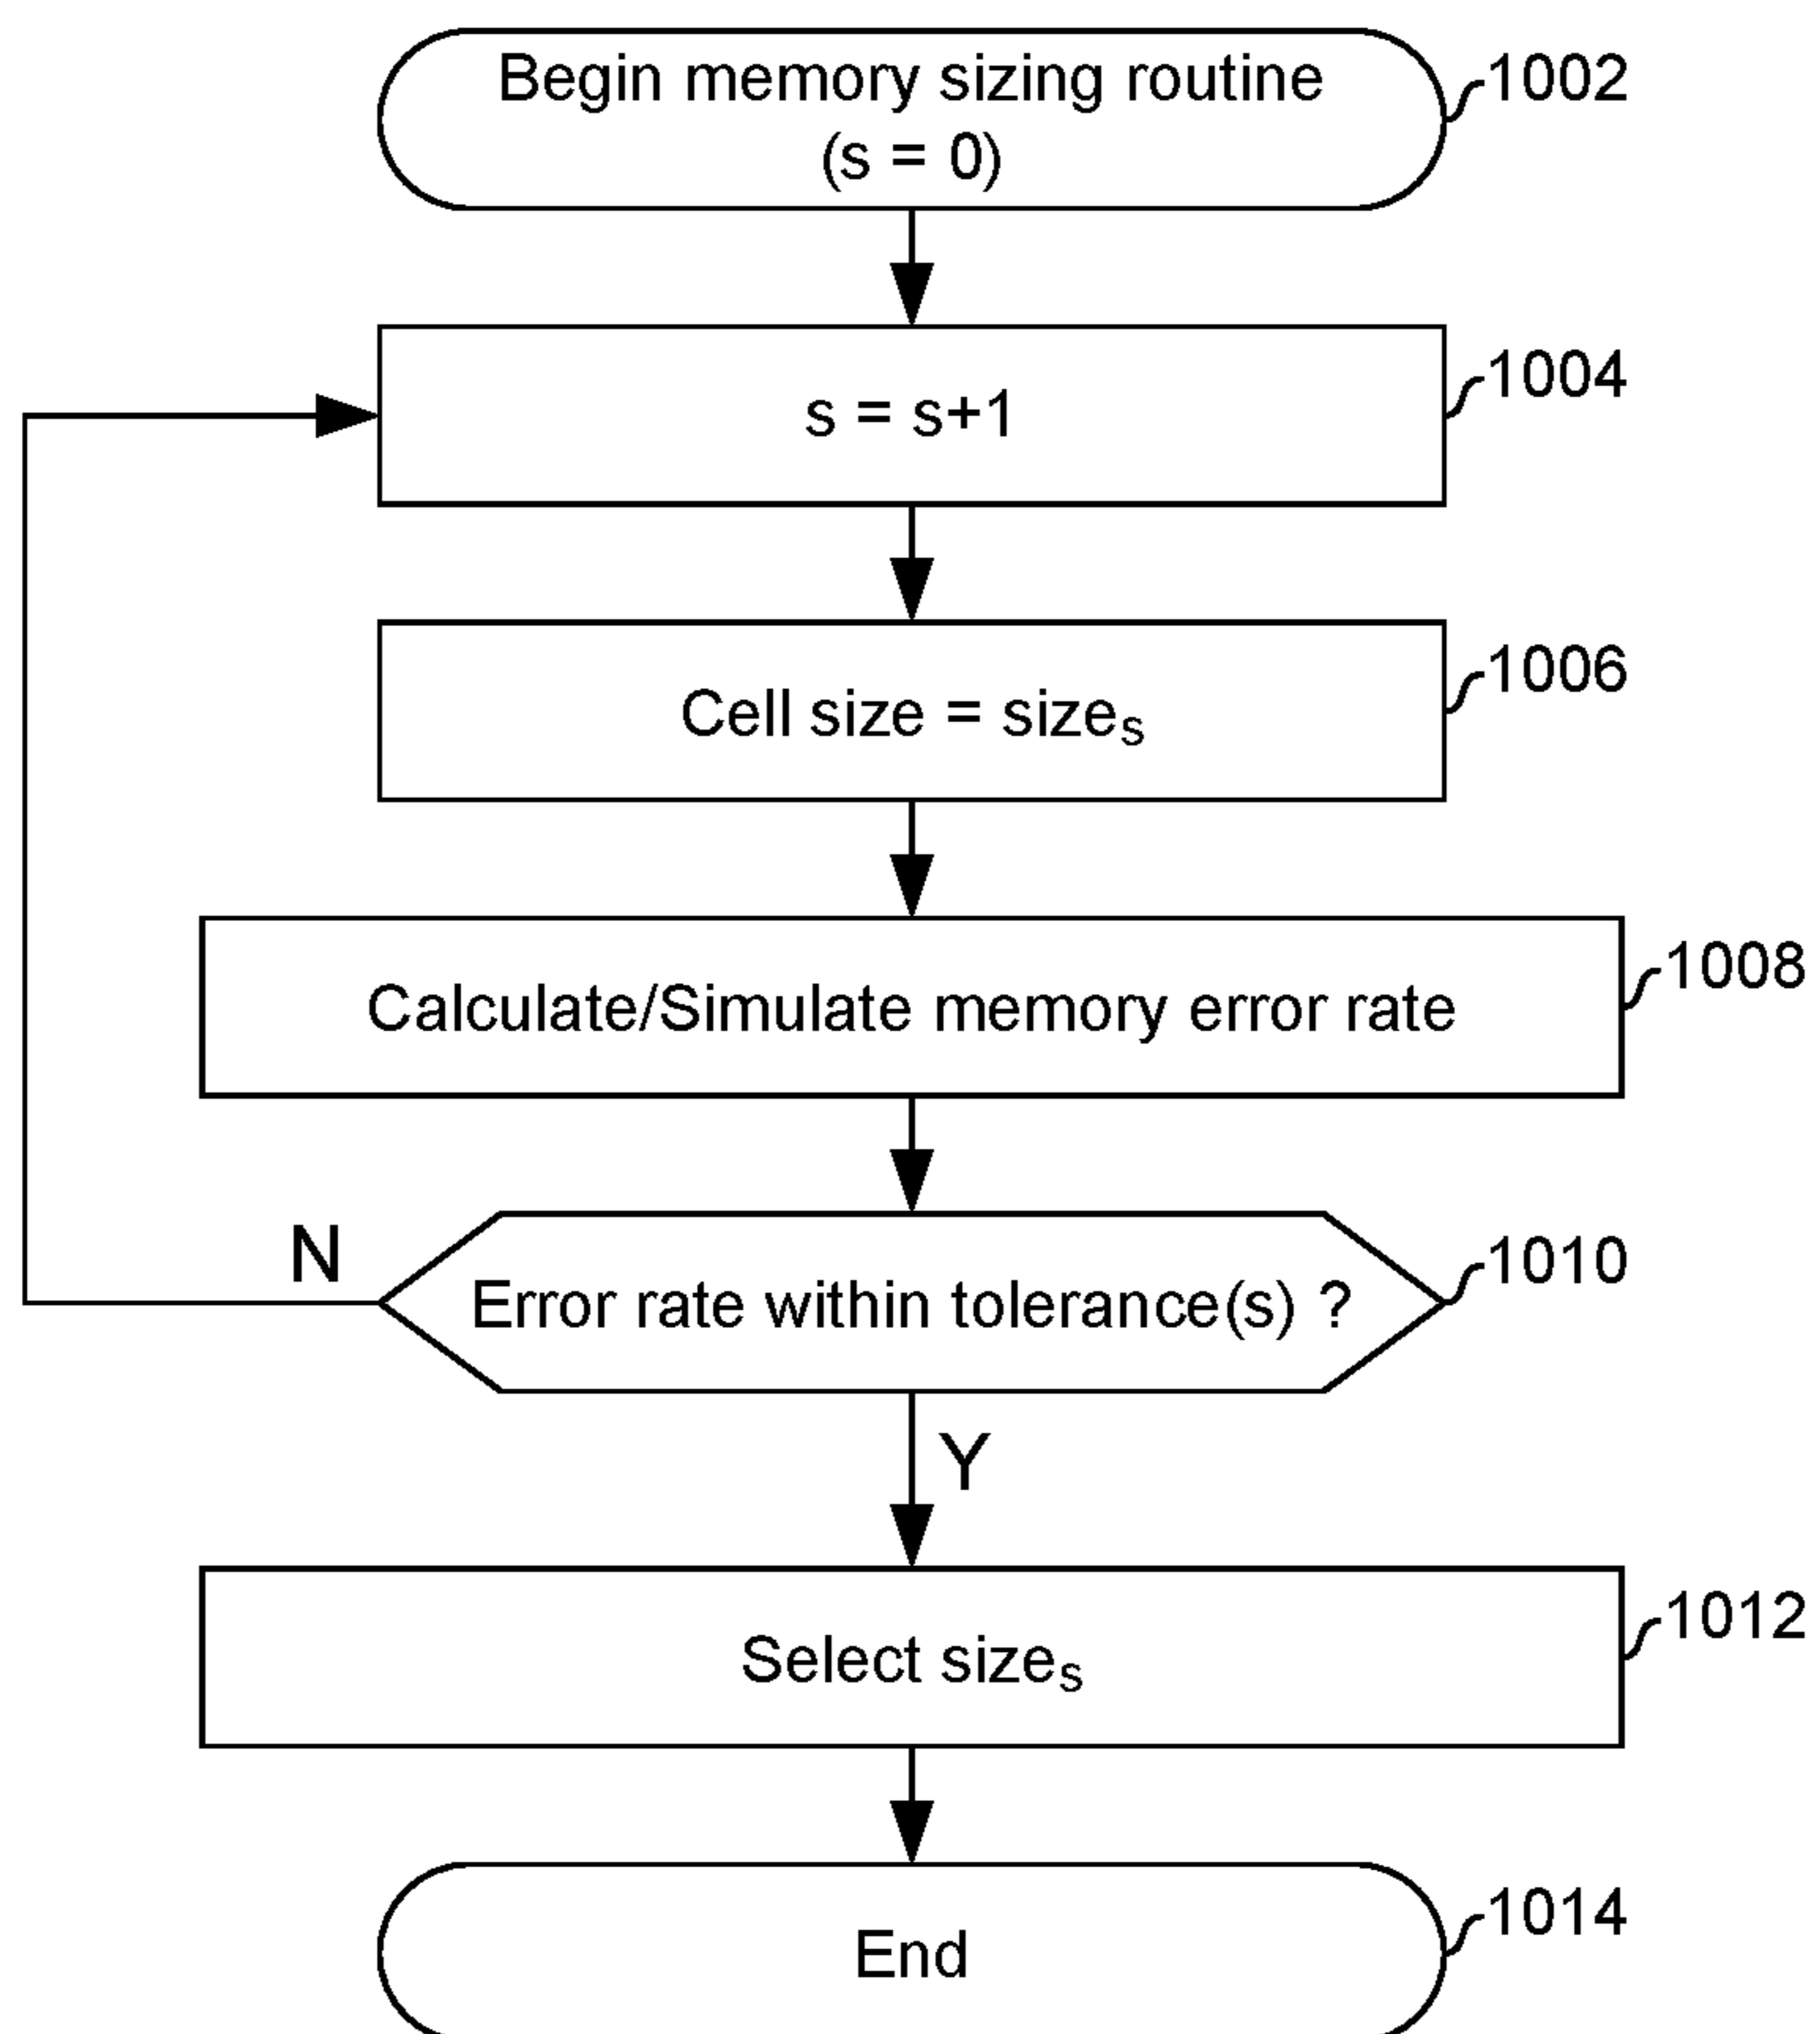 Begin memory sizing routine
(s = 0)
1002
s = s+1
1004
Cell size = sizeₛ
1006
Calculate/Simulate memory error rate
1008
N
Error rate within tolerance(s) ?
1010
Y
Select sizeₛ
1012
End
1014